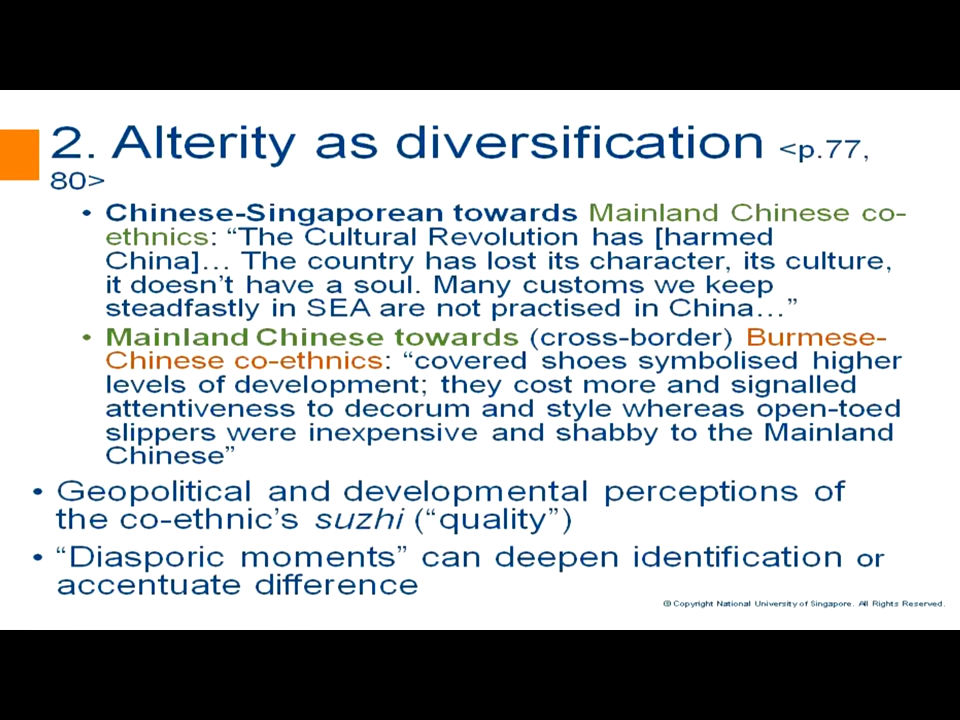 2. Alterity as diversification <p.77,
80>
• Chinese-Singaporean towards Mainland Chinese co-
ethnics: “The Cultural Revolution has [harmed
China]… The country has lost its character, its culture,
it doesn’t have a soul. Many customs we keep
steadfastly in SEA are not practised in China…”
• Mainland Chinese towards (cross-border) Burmese-
Chinese co-ethnics: “covered shoes symbolised higher
levels of development; they cost more and signalled
attentiveness to decorum and style whereas open-toed
slippers were inexpensive and shabby to the Mainland
Chinese”
• Geopolitical and developmental perceptions of
the co-ethnic’s suzhi (“quality”)
• “Diasporic moments” can deepen identification or
accentuate difference
® Copyright National University of Singapore. All Rights Reserved.